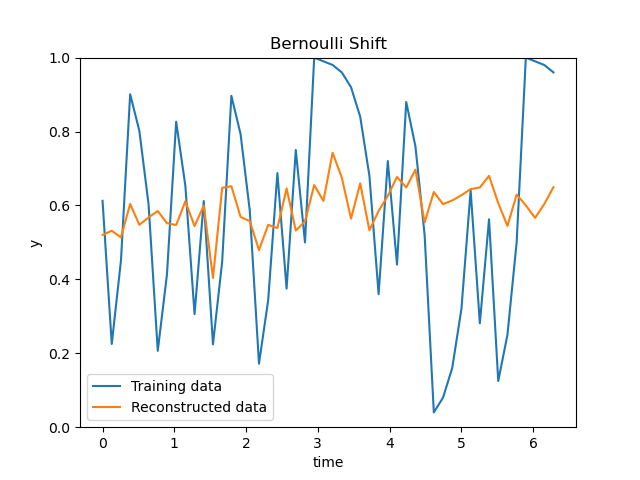 Bernoulli Shift
1.0
0.8
0.6
0.4
0.2
0.0
y
Training data
Reconstructed data
0 1 2 3 4 5 6
time